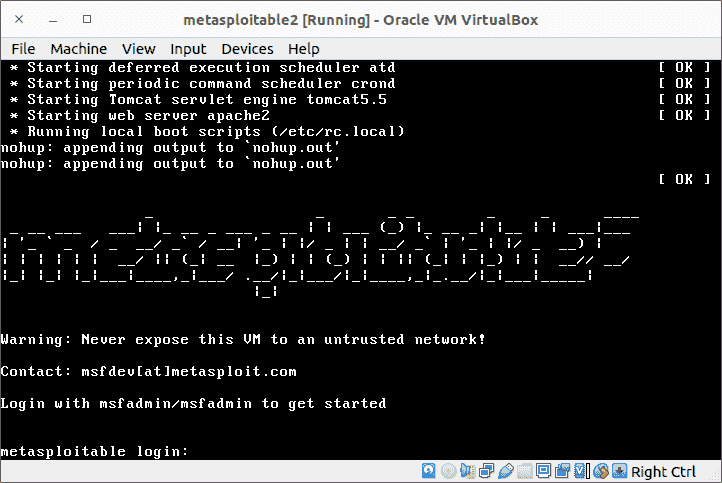 metasploitable2 [Running] - Oracle VM VirtualBox
File Machine View Input Devices Help
* Starting deferred execution scheduler atd [ OK ]
* Starting periodic command scheduler crond [ OK ]
* Starting Tomcat servlet engine tomcat5.5 [ OK ]
* Starting web server apache2 [ OK ]
* Running local boot scripts (/etc/rc.local)
nohup: appending output to `nohup.out'
nohup: appending output to `nohup.out'
[ OK ]
metasploitable2
Warning: Never expose this VM to an untrusted network!
Contact: msfdev[at]metasploit.com
Login with msfadmin/msfadmin to get started
metasploitable login:
Right Ctrl